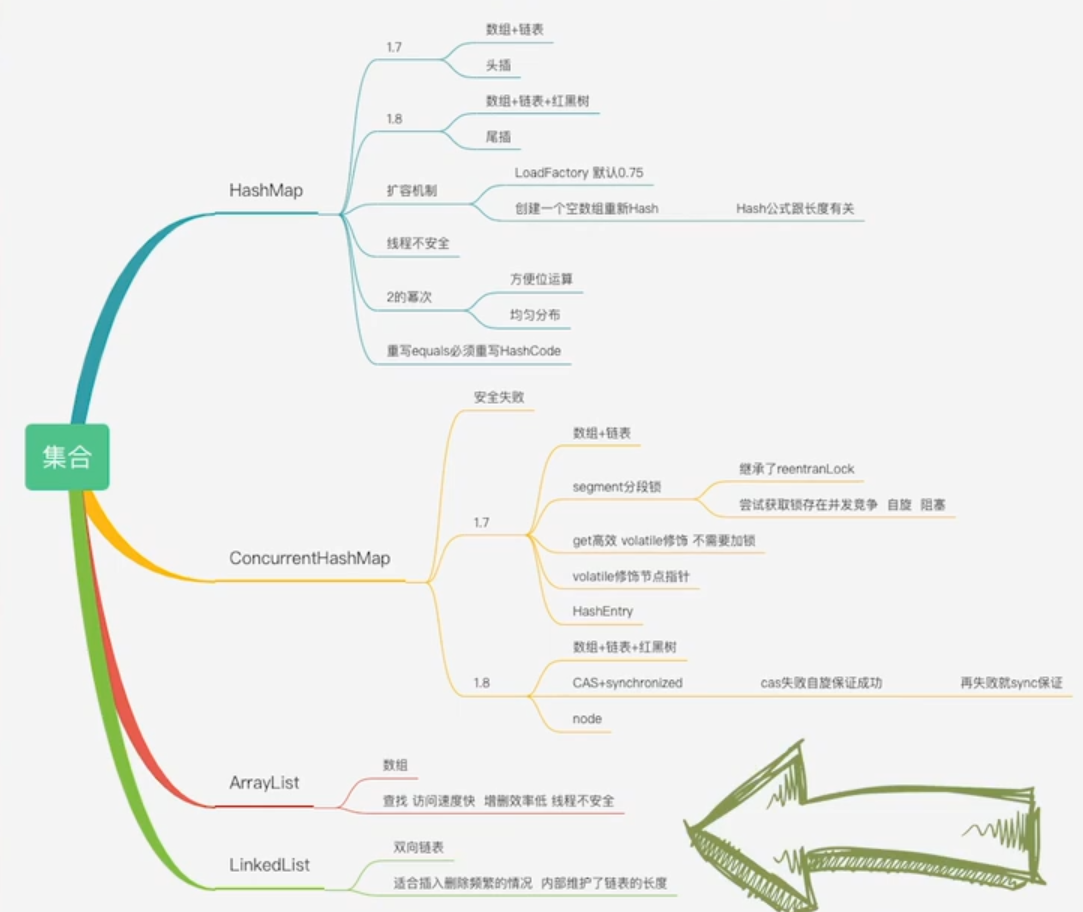 集合
HashMap
1.7
数组+链表
头插
1.8
数组+链表+红黑树
尾插
扩容机制
LoadFactory 默认0.75
创建一个空数组重新Hash
Hash公式跟长度有关
线程不安全
2的幂次
方便位运算
均匀分布
重写equals必须重写HashCode
ConcurrentHashMap
安全失败
1.7
数组+链表
segment分段锁
继承了reentranLock
尝试获取锁存在并发竞争 自旋 阻塞
get高效 volatile修饰 不需要加锁
volatile修饰节点指针
HashEntry
1.8
数组+链表+红黑树
CAS+synchronized
cas失败自旋保证成功
再失败就sync保证
node
ArrayList
数组
查找 访问速度快 增删效率低 线程不安全
LinkedList
双向链表
适合插入删除频繁的情况 内部维护了链表的长度